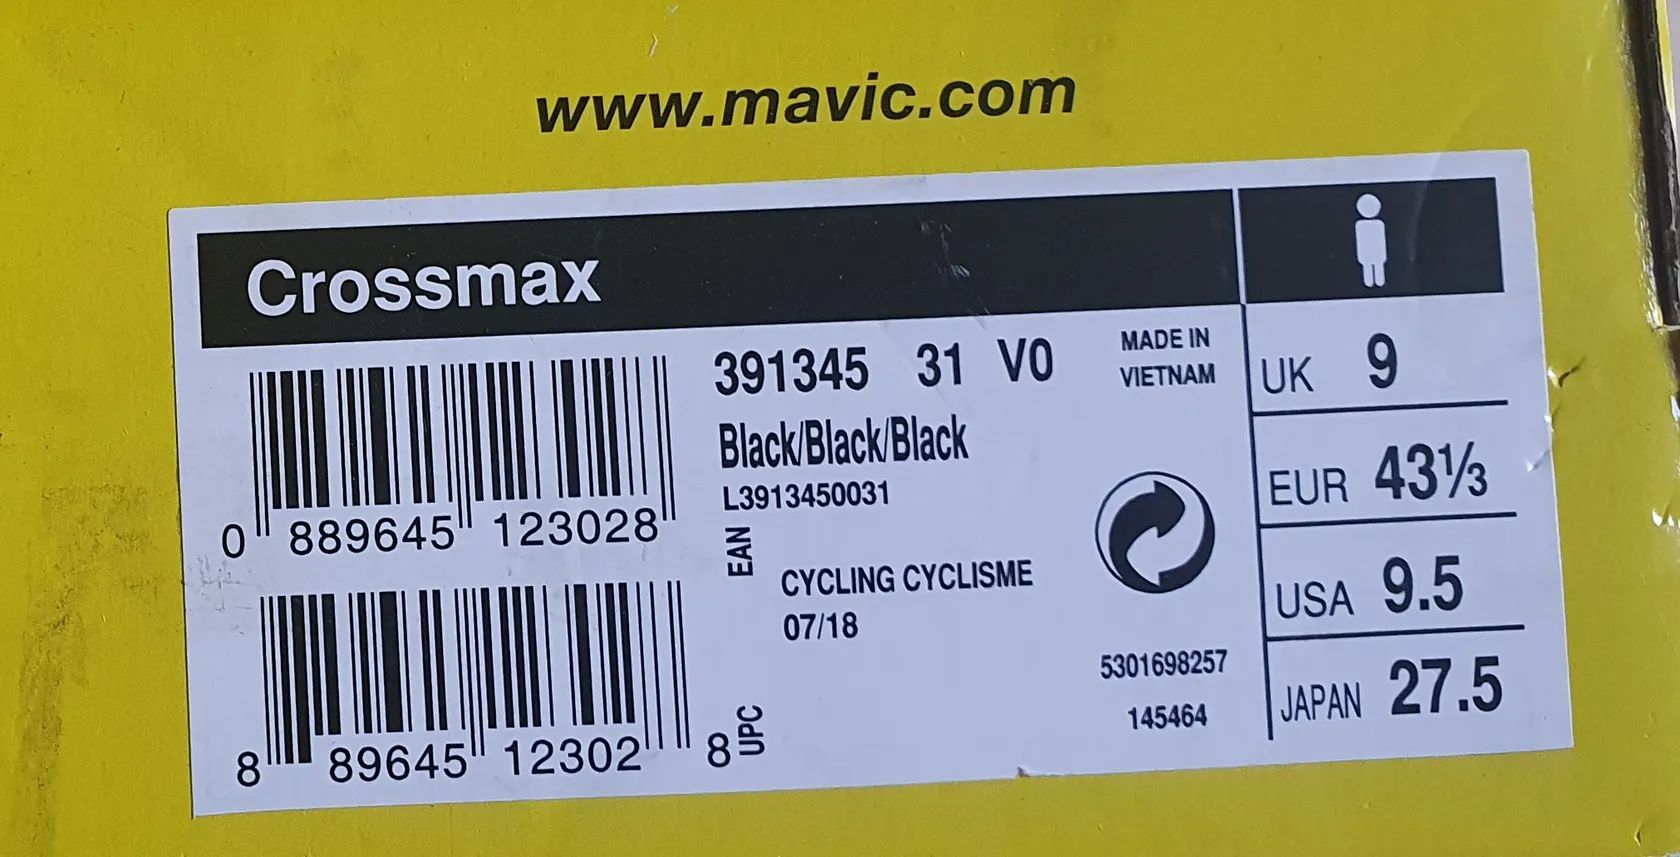 www.mavic.com
Crossmax
391345 31 V0
Black/Black/Black
L3913450031
MADE IN
VIETNAM
0 889645 123028
EAN
CYCLING CYCLISME
07/18
8 89645 12302 8
UPC
5301698257
145464
UK 9
EUR 43⅓
USA 9.5
JAPAN 27.5